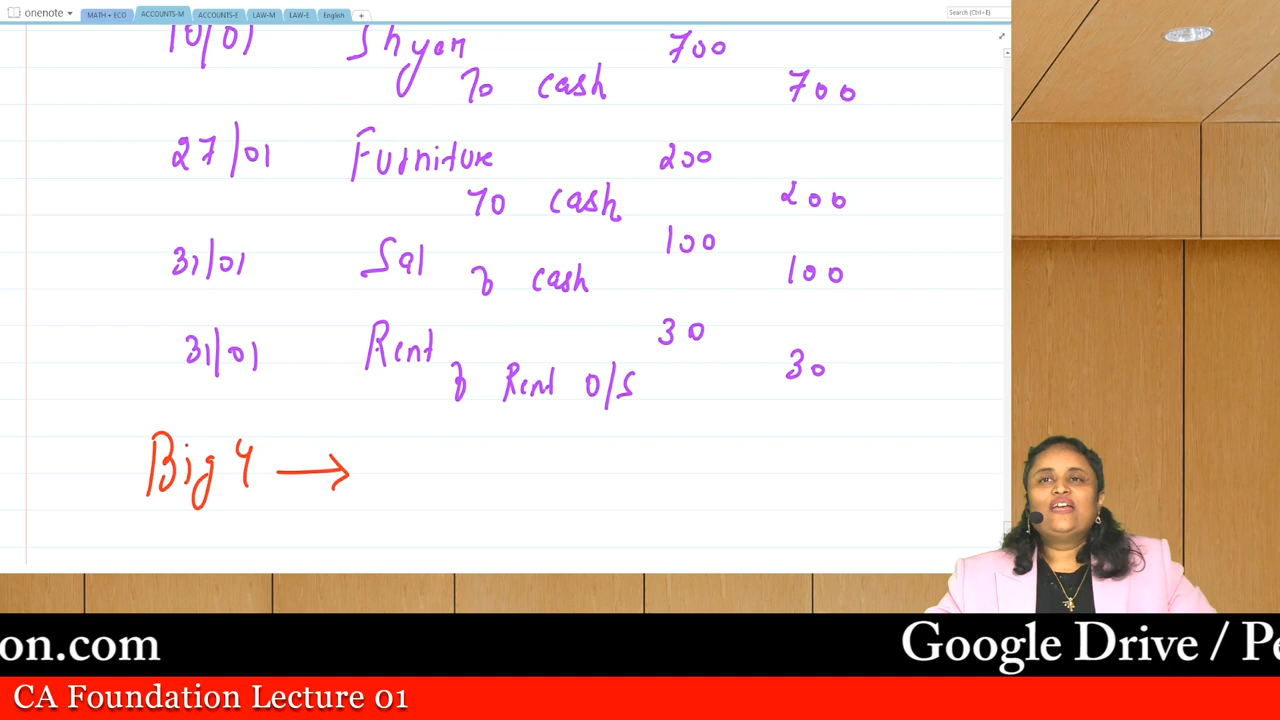 onenote MATH + ECO ACCOUNTS-M ACCOUNTS-E LAW-M LAW-E English +
Search (Ctrl+E)
10/01 Shyam 700
To cash 700
27/01 Furniture 200
To cash 200
31/01 Sal 100
To cash 100
31/01 Rent 30
To Rent O/S 30
Big 4 →
on.com Google Drive / Pe
CA Foundation Lecture 01